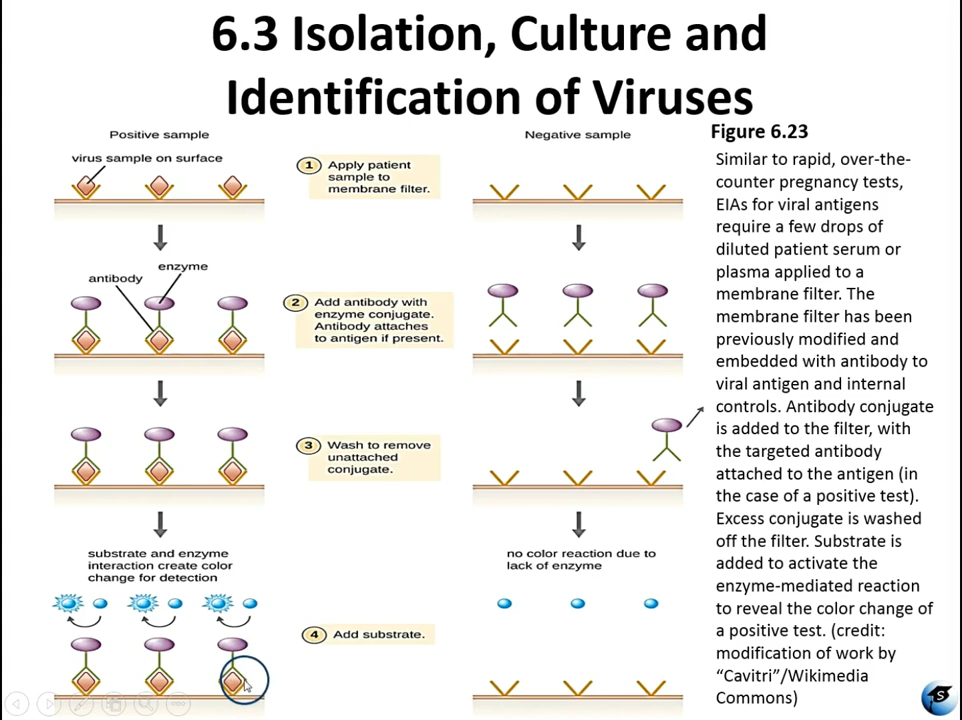 6.3 Isolation, Culture and
Identification of Viruses
Positive sample
virus sample on surface
1 Apply patient
sample to
membrane filter.
Negative sample
antibody
enzyme
2 Add antibody with
enzyme conjugate.
Antibody attaches
to antigen if present.
3 Wash to remove
unattached
conjugate.
substrate and enzyme
interaction create color
change for detection
no color reaction due to
lack of enzyme
4 Add substrate.
Figure 6.23
Similar to rapid, over-the-
counter pregnancy tests,
EIAs for viral antigens
require a few drops of
diluted patient serum or
plasma applied to a
membrane filter. The
membrane filter has been
previously modified and
embedded with antibody to
viral antigen and internal
controls. Antibody conjugate
is added to the filter, with
the targeted antibody
attached to the antigen (in
the case of a positive test).
Excess conjugate is washed
off the filter. Substrate is
added to activate the
enzyme-mediated reaction
to reveal the color change of
a positive test. (credit:
modification of work by
“Cavitri”/Wikimedia
Commons)
S